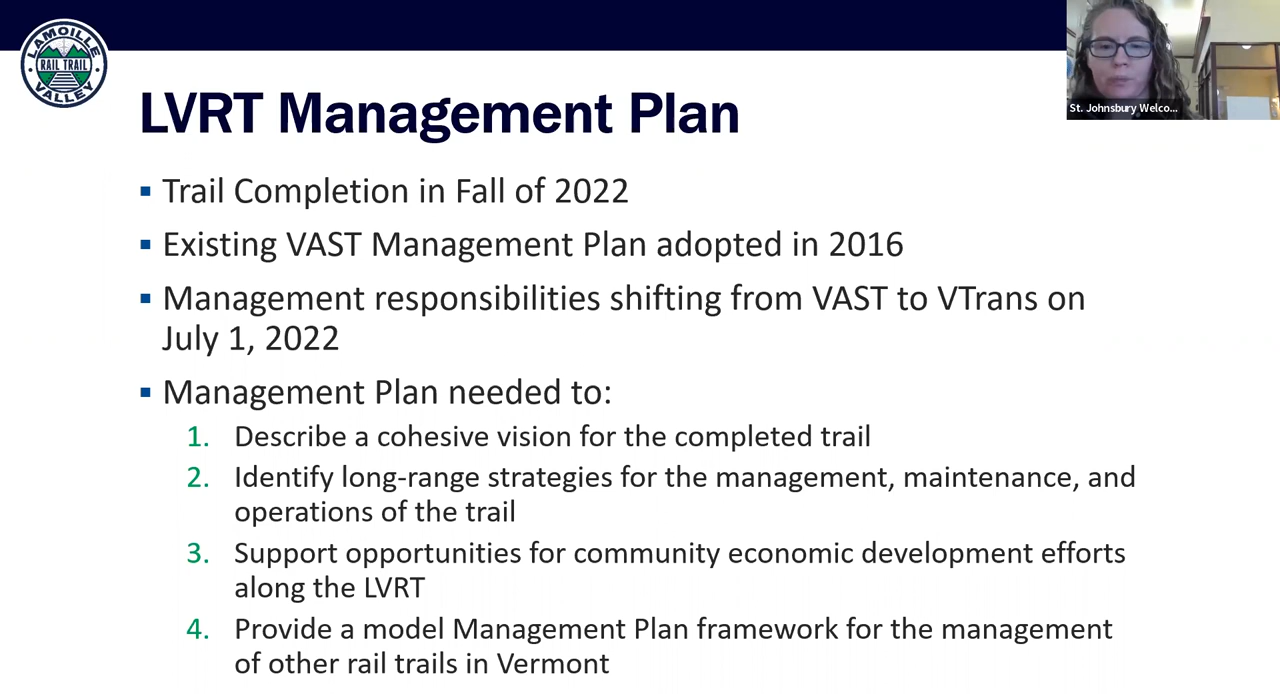 LAMOILLE
RAIL TRAIL
VALLEY
St. Johnsbury Welco...
LVRT Management Plan
▪ Trail Completion in Fall of 2022
▪ Existing VAST Management Plan adopted in 2016
▪ Management responsibilities shifting from VAST to VTrans on
July 1, 2022
▪ Management Plan needed to:
1. Describe a cohesive vision for the completed trail
2. Identify long-range strategies for the management, maintenance, and
operations of the trail
3. Support opportunities for community economic development efforts
along the LVRT
4. Provide a model Management Plan framework for the management
of other rail trails in Vermont